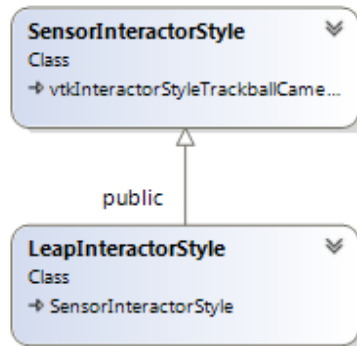 SensorInteractorStyle
Class
vtkInteractorStyleTrackballCame...
public
LeapInteractorStyle
Class
SensorInteractorStyle